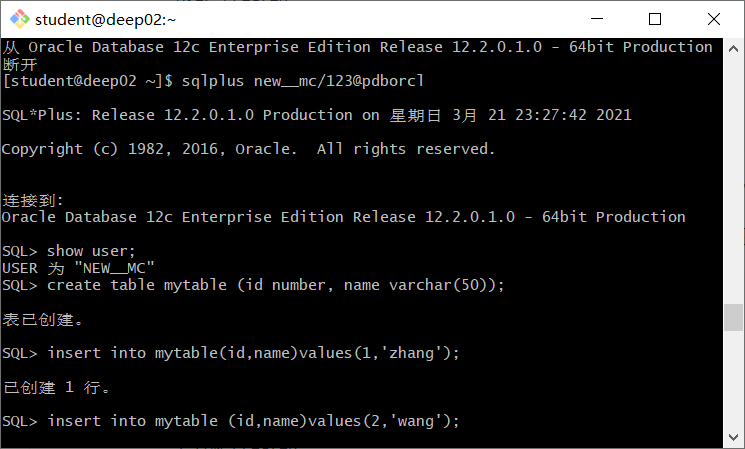 student@deep02:~
从 Oracle Database 12c Enterprise Edition Release 12.2.0.1.0 - 64bit Production
断开
[student@deep02 ~]$ sqlplus new__mc/123@pdborcl
SQL*Plus: Release 12.2.0.1.0 Production on 星期日 3月 21 23:27:42 2021
Copyright (c) 1982, 2016, Oracle.  All rights reserved.
连接到:
Oracle Database 12c Enterprise Edition Release 12.2.0.1.0 - 64bit Production
SQL> show user;
USER 为 "NEW__MC"
SQL> create table mytable (id number, name varchar(50));
表已创建。
SQL> insert into mytable(id,name)values(1,'zhang');
已创建 1 行。
SQL> insert into mytable (id,name)values(2,'wang');